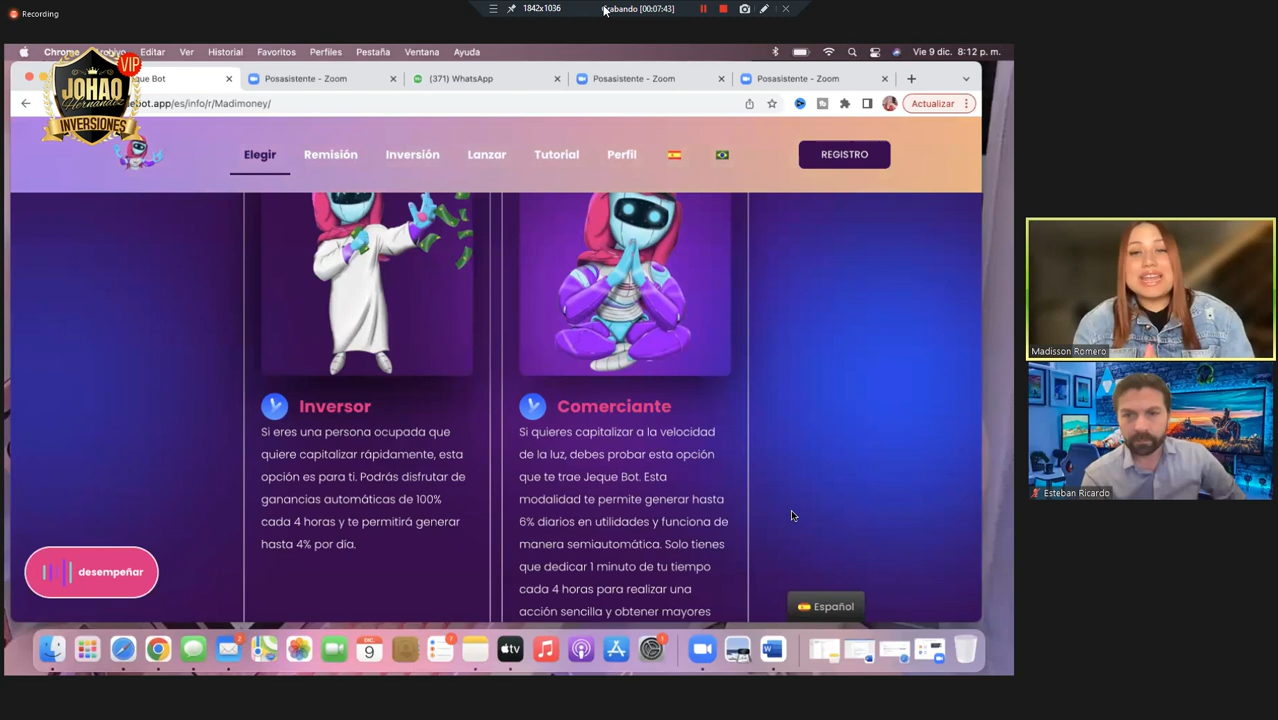 Recording
1842x1036
Grabando [00:07:43]
Chrome Archivo Editar Ver Historial Favoritos Perfiles Pestaña Ventana Ayuda
Vie 9 dic. 8:12 p. m.
VIP
JOHAO
Hernández
INVERSIONES
que Bot
Posasistente - Zoom
(371) WhatsApp
Posasistente - Zoom
Posasistente - Zoom
ebot.app/es/info/r/Madimoney/
Actualizar
Elegir
Remisión
Inversión
Lanzar
Tutorial
Perfil
REGISTRO
Inversor
Si eres una persona ocupada que
quiere capitalizar rápidamente, esta
opción es para ti. Podrás disfrutar de
ganancias automáticas de 100%
cada 4 horas y te permitirá generar
hasta 4% por día.
Comerciante
Si quieres capitalizar a la velocidad
de la luz, debes probar esta opción
que te trae Jeque Bot. Esta
modalidad te permite generar hasta
6% diarios en utilidades y funciona de
manera semiautomática. Solo tienes
que dedicar 1 minuto de tu tiempo
cada 4 horas para realizar una
acción sencilla y obtener mayores
desempeñar
Español
Madisson Romero
Esteban Ricardo
2
DIC
9
tv
1